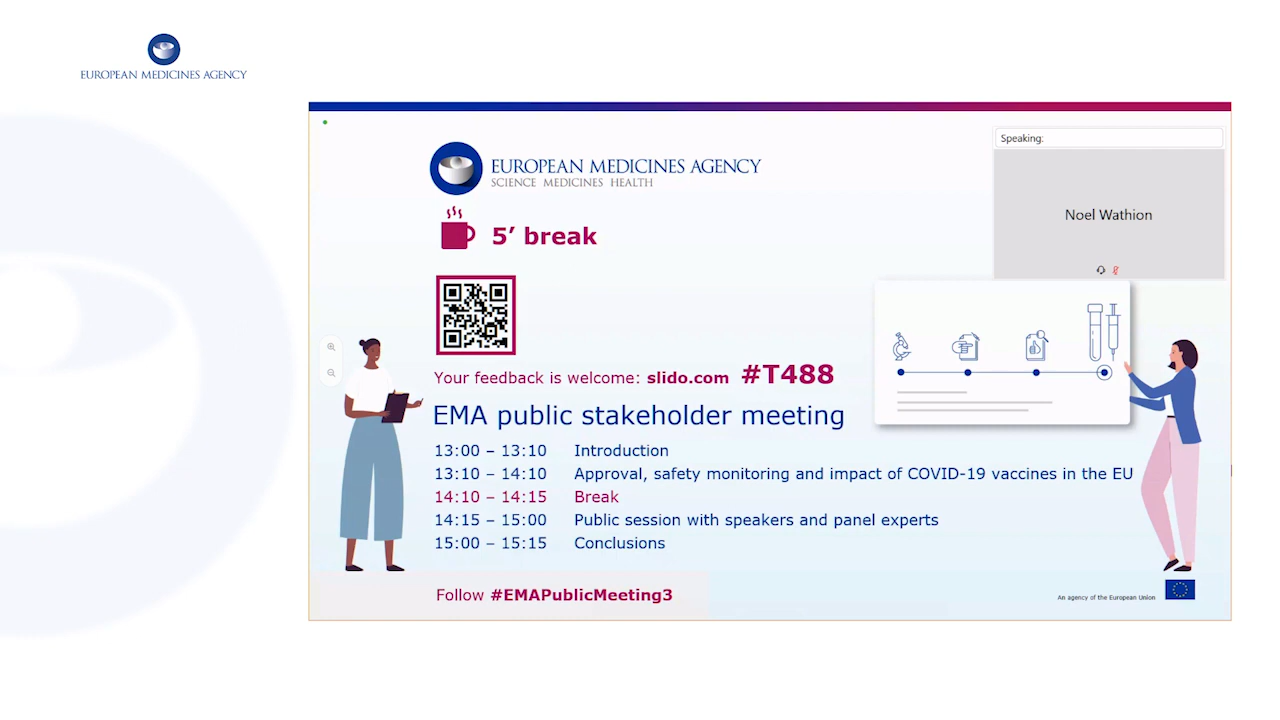 EUROPEAN MEDICINES AGENCY
Speaking:
Noel Wathion
EUROPEAN MEDICINES AGENCY
SCIENCE MEDICINES HEALTH
5’ break
Your feedback is welcome: slido.com #T488
EMA public stakeholder meeting
13:00 – 13:10 Introduction
13:10 – 14:10 Approval, safety monitoring and impact of COVID-19 vaccines in the EU
14:10 – 14:15 Break
14:15 – 15:00 Public session with speakers and panel experts
15:00 – 15:15 Conclusions
Follow #EMAPublicMeeting3
An agency of the European Union